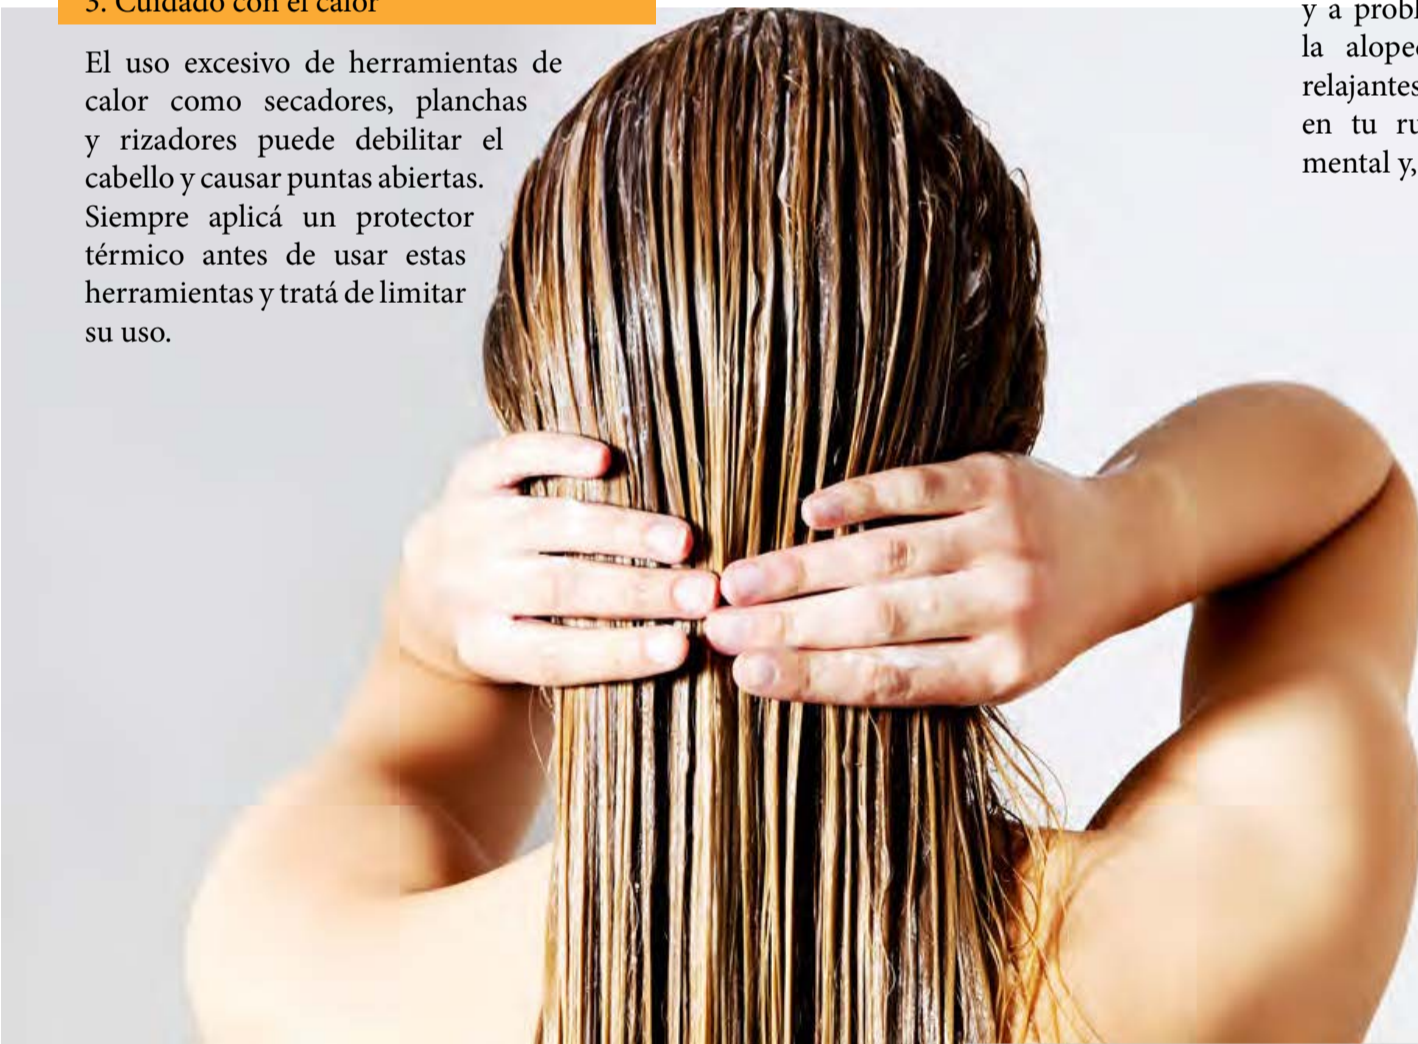 3. Cuidado con el calor
El uso excesivo de herramientas de
calor como secadores, planchas
y rizadores puede debilitar el
cabello y causar puntas abiertas.
Siempre aplicá un protector
térmico antes de usar estas
herramientas y tratá de limitar
su uso.
y a
la
relajantes
en tu
mental y,